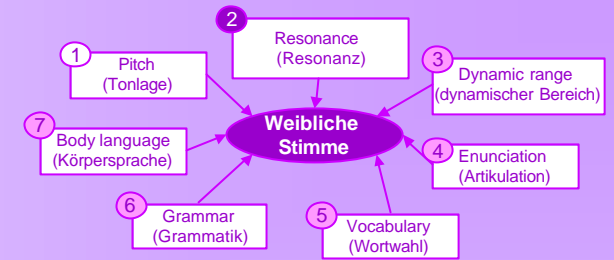 1
Pitch
(Tonlage)
2
Resonance
(Resonanz)
3
Dynamic range
(dynamischer Bereich)
7
Body language
(Körpersprache)
Weibliche
Stimme
4
Enunciation
(Artikulation)
6
Grammar
(Grammatik)
5
Vocabulary
(Wortwahl)